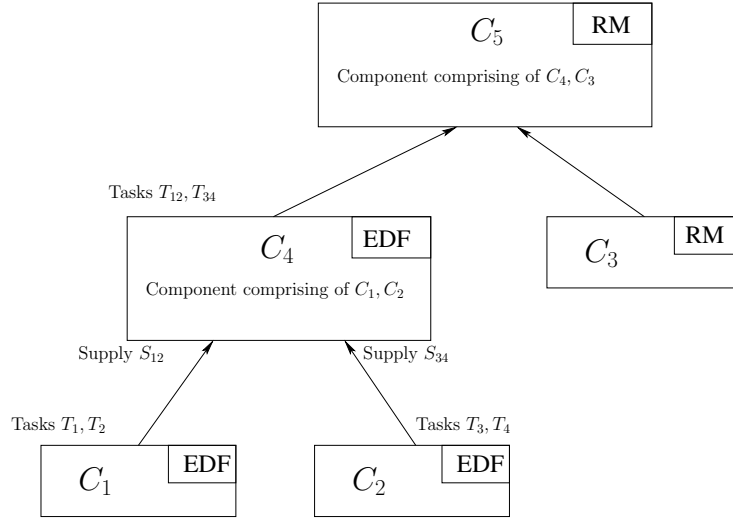 C5 RM
Component comprising of C4, C3
Tasks T12, T34
C4 EDF
Component comprising of C1, C2
C3 RM
Supply S12
Supply S34
Tasks T1, T2
Tasks T3, T4
C1 EDF
C2 EDF